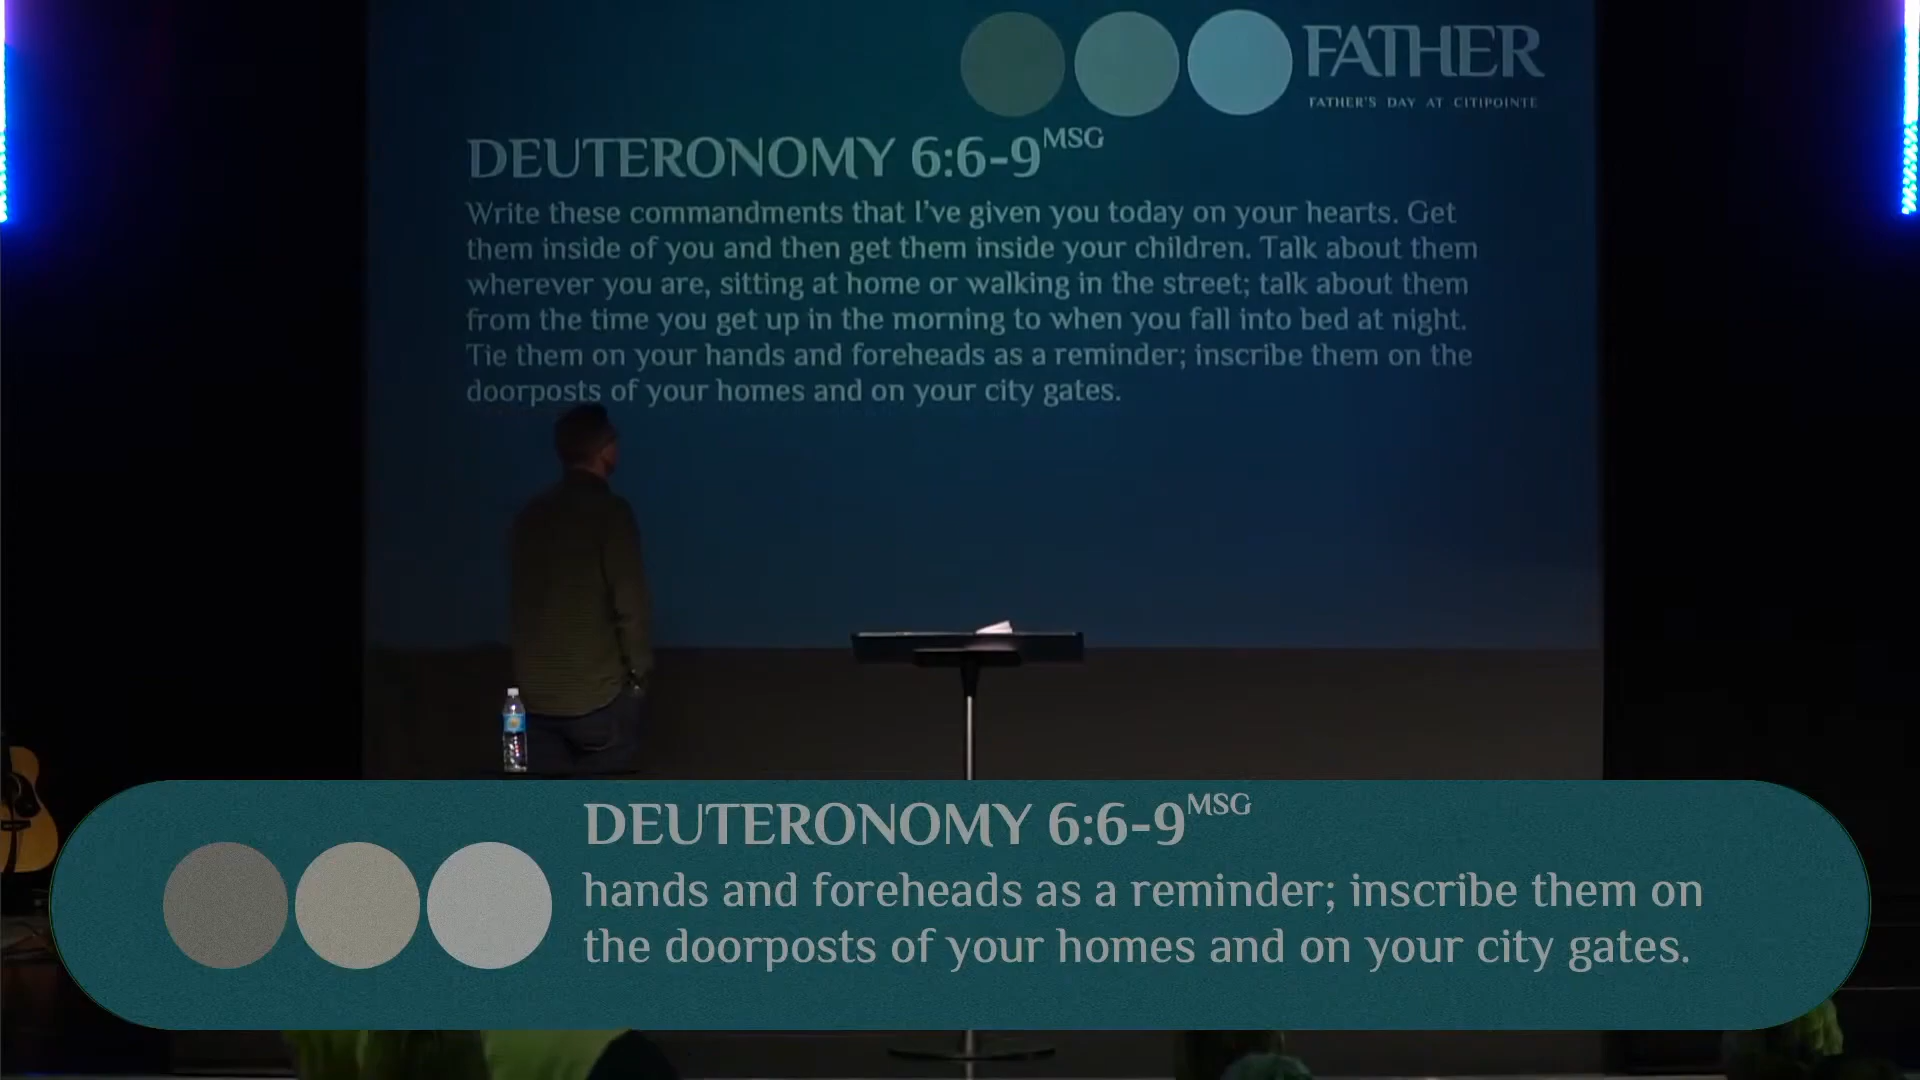 FATHER
FATHER'S DAY AT CITIPOINTE
DEUTERONOMY 6:6-9 MSG
Write these commandments that I've given you today on your hearts. Get
them inside of you and then get them inside your children. Talk about them
wherever you are, sitting at home or walking in the street; talk about them
from the time you get up in the morning to when you fall into bed at night.
Tie them on your hands and foreheads as a reminder; inscribe them on the
doorposts of your homes and on your city gates.
DEUTERONOMY 6:6-9 MSG
hands and foreheads as a reminder; inscribe them on
the doorposts of your homes and on your city gates.